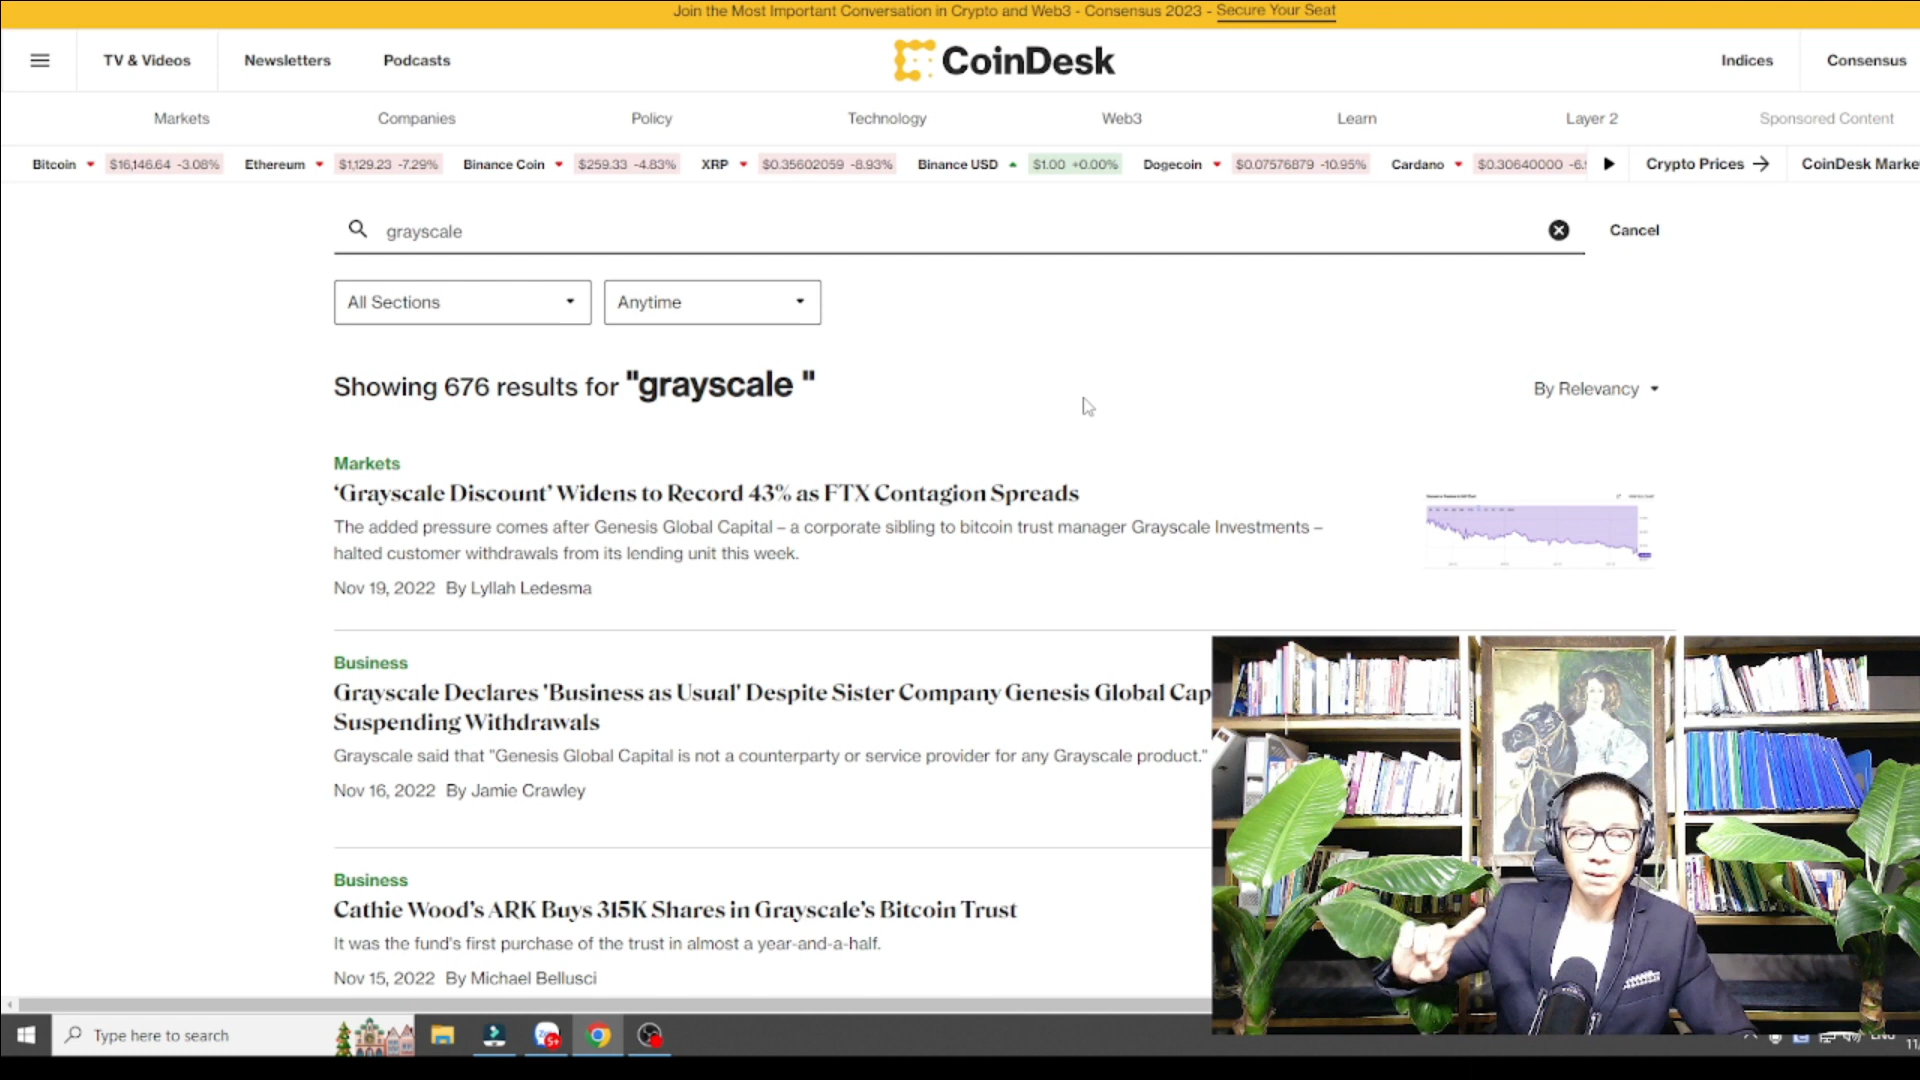 Join the Most Important Conversation in Crypto and Web3 - Consensus 2023 - Secure Your Seat
TV & Videos Newsletters Podcasts CoinDesk Indices Consensus
Markets Companies Policy Technology Web3 Learn Layer 2 Sponsored Content
Bitcoin $16,146.64 -3.08% Ethereum $1,129.23 -7.29% Binance Coin $259.33 -4.83% XRP $0.35602059 -8.93% Binance USD $1.00 +0.00% Dogecoin $0.07576879 -10.95% Cardano $0.30640000 -6. Crypto Prices → CoinDesk Marke
grayscale Cancel
All Sections Anytime
Showing 676 results for "grayscale " By Relevancy
Markets
‘Grayscale Discount’ Widens to Record 43% as FTX Contagion Spreads
The added pressure comes after Genesis Global Capital – a corporate sibling to bitcoin trust manager Grayscale Investments –
halted customer withdrawals from its lending unit this week.
Nov 19, 2022 By Lyllah Ledesma
Business
Grayscale Declares 'Business as Usual' Despite Sister Company Genesis Global Cap
Suspending Withdrawals
Grayscale said that "Genesis Global Capital is not a counterparty or service provider for any Grayscale product."
Nov 16, 2022 By Jamie Crawley
Business
Cathie Wood’s ARK Buys 315K Shares in Grayscale’s Bitcoin Trust
It was the fund's first purchase of the trust in almost a year-and-a-half.
Nov 15, 2022 By Michael Bellusci
Type here to search 5+ ENG
11/